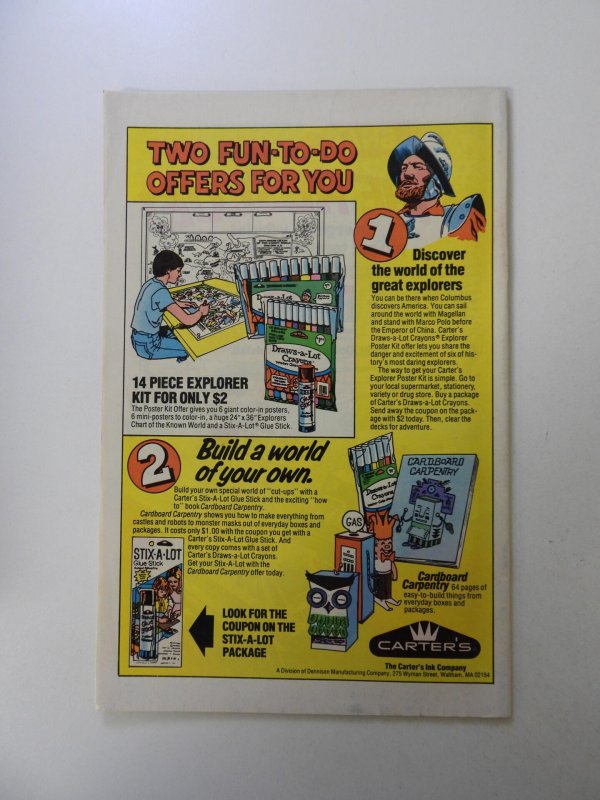 TWO FUN-TO-DO
OFFERS FOR YOU
1
Discover
the world of the
great explorers
You can be there when Columbus
discovers America. You can sail
around the world with Magellan
and stand with Marco Polo before
the Emperor of China. Carter's
Draws-a-Lot Crayons® Explorer
Poster Kit offer lets you share the
danger and excitement of six of his-
tory's most daring explorers.
The way to get your Carter's
Explorer Poster Kit is simple. Go to
your local supermarket, stationery,
variety or drug store. Buy a package
of Carter's Draws-a-Lot Crayons.
Send away the coupon on the pack-
age with $2 today. Then, clear the
decks for adventure.
Draws-a-Lot
Crayons
14 PIECE EXPLORER
KIT FOR ONLY $2
The Poster Kit Offer gives you 6 giant color-in posters,
6 mini-posters to color-in, a huge 24" x 36" Explorers
Chart of the Known World and a Stix-A-Lot® Glue Stick.
2
Build a world
of your own.
Build your own special world of "cut-ups" with a
Carter's Stix-A-Lot Glue Stick and the exciting "how
to" book Cardboard Carpentry.
Cardboard Carpentry shows you how to make everything from
castles and robots to monster masks out of everyday boxes and
packages. It costs only $1.00 with the coupon you get with a
Carter's Stix-A-Lot Glue Stick. And
every copy comes with a set of
Carter's Draws-a-Lot Crayons.
Get your Stix-A-Lot with the
Cardboard Carpentry offer today.
STIX-A-LOT
Glue Stick
LOOK FOR THE
COUPON ON THE
STIX-A-LOT
PACKAGE
Draws-a-Lot
Crayons
CARDBOARD
CARPENTRY
GAS
Cardboard
Carpentry 64 pages of
easy-to-build things from
everyday boxes and
packages.
CARTER'S
The Carter's Ink Company
A Division of Dennison Manufacturing Company, 275 Wyman Street, Waltham, MA 02154